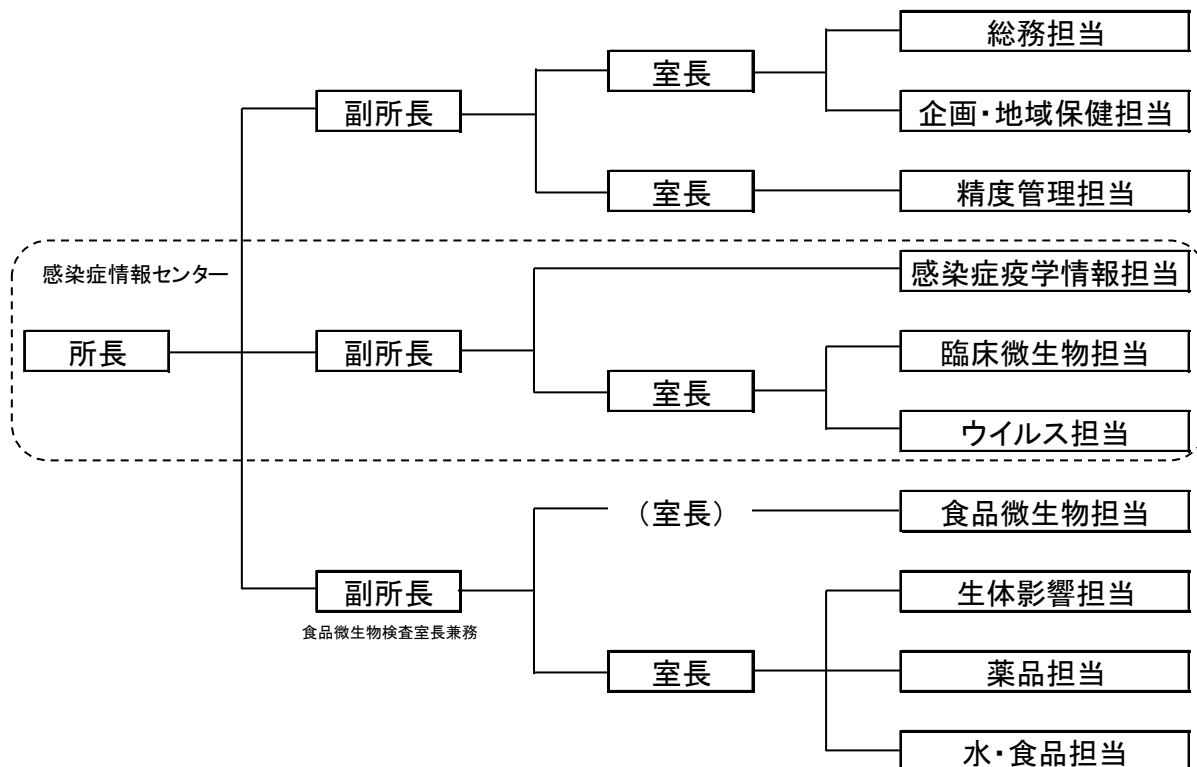 総務担当
室長
副所長
企画・地域保健担当
室長
精度管理担当
感染症情報センター
感染症疫学情報担当
所長
副所長
臨床微生物担当
室長
ウイルス担当
（室長）
食品微生物担当
副所長
生体影響担当
食品微生物検査室長兼務
室長
薬品担当
水・食品担当